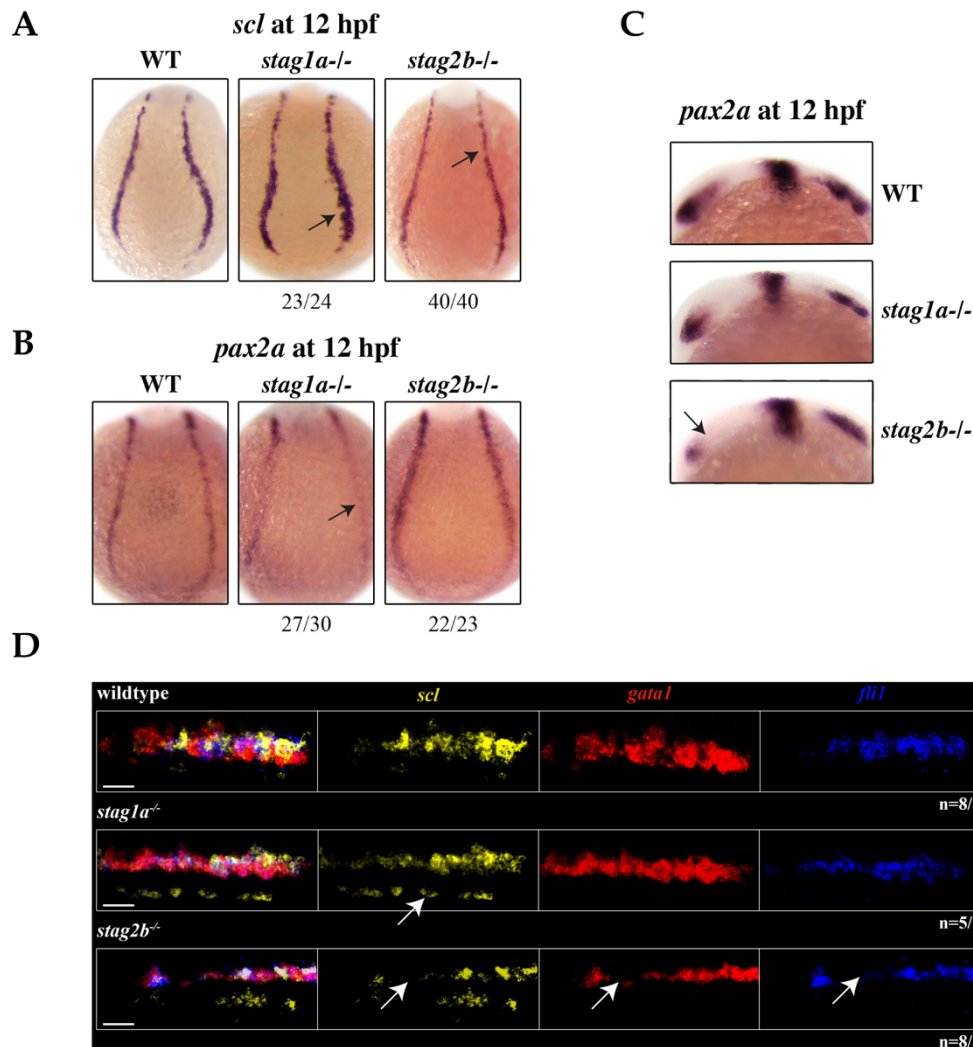 A
scl at 12 hpf
WT
stag1a-/-
stag2b-/-
23/24
40/40
B
pax2a at 12 hpf
WT
stag1a-/-
stag2b-/-
27/30
22/23
C
pax2a at 12 hpf
WT
stag1a-/-
stag2b-/-
D
wildtype
scl
gata1
fli1
n=8/
stag1a-/-
n=5/
stag2b-/-
n=8/